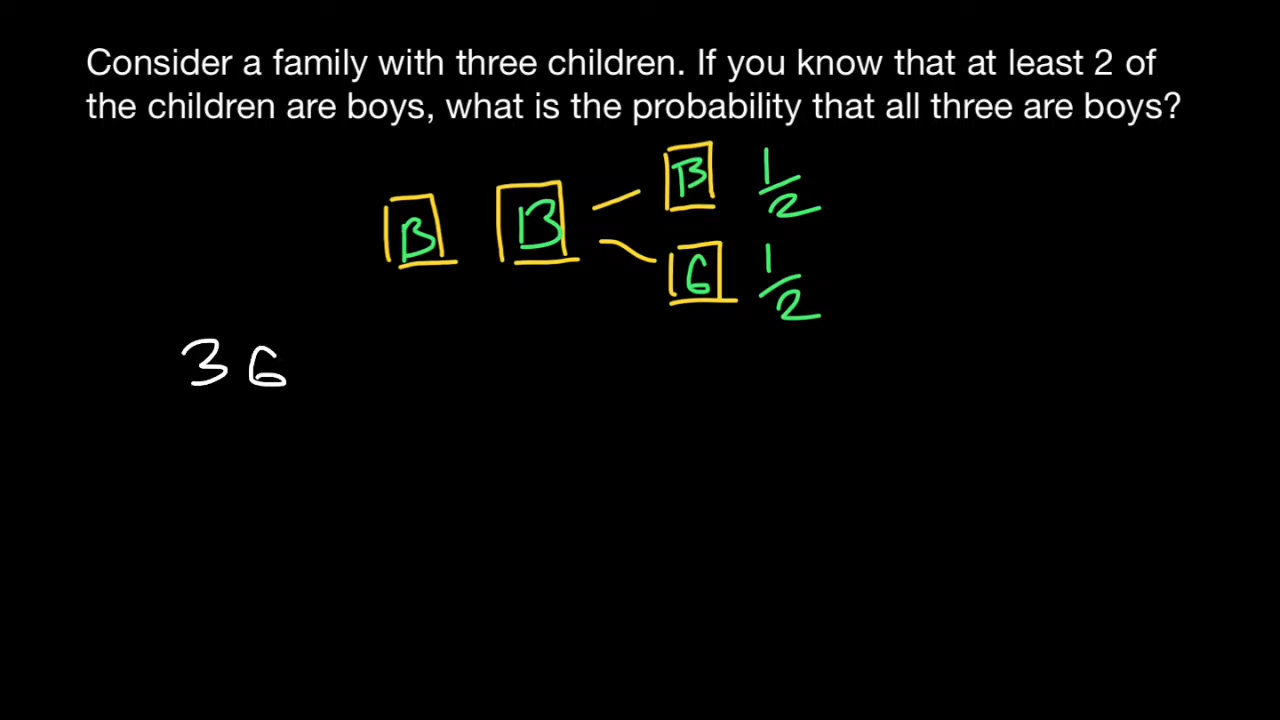 Consider a family with three children. If you know that at least 2 of
the children are boys, what is the probability that all three are boys?
B 1/2
B B
G 1/2
3 G